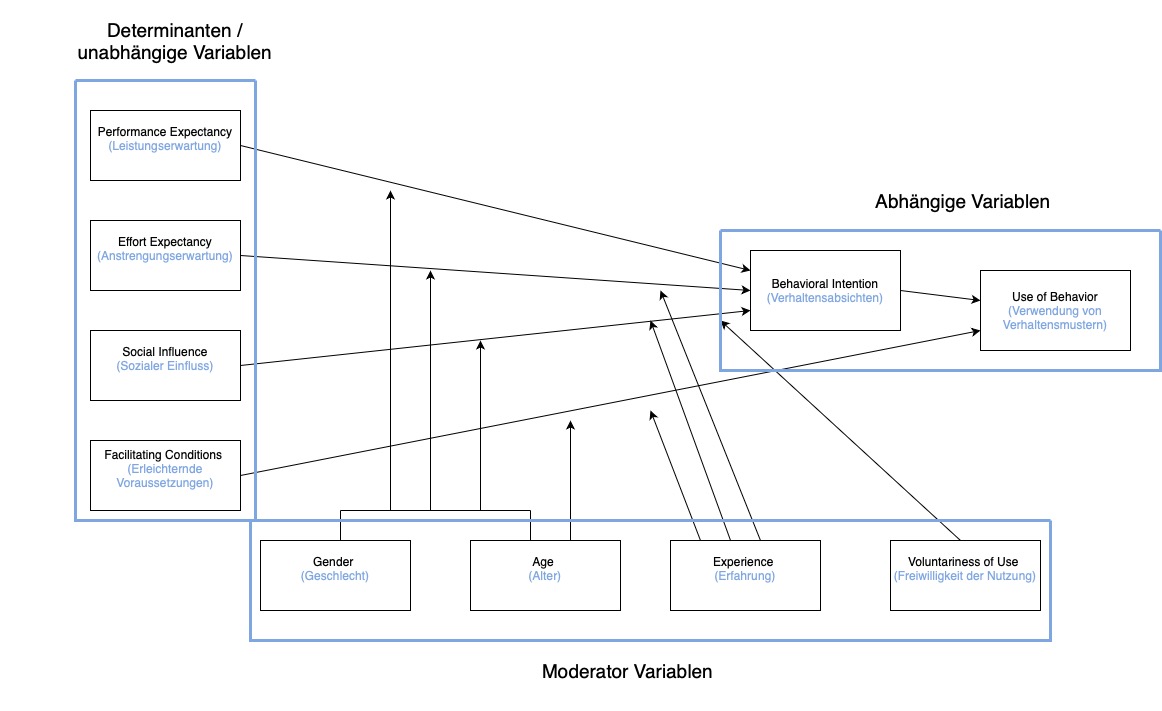 Determinanten /
unabhängige Variablen
Performance Expectancy
(Leistungserwartung)
Effort Expectancy
(Anstrengungserwartung)
Social Influence
(Sozialer Einfluss)
Facilitating Conditions
(Erleichternde
Voraussetzungen)
Abhängige Variablen
Behavioral Intention
(Verhaltensabsichten)
Use of Behavior
(Verwendung von
Verhaltensmustern)
Gender
(Geschlecht)
Age
(Alter)
Experience
(Erfahrung)
Voluntariness of Use
(Freiwilligkeit der Nutzung)
Moderator Variablen